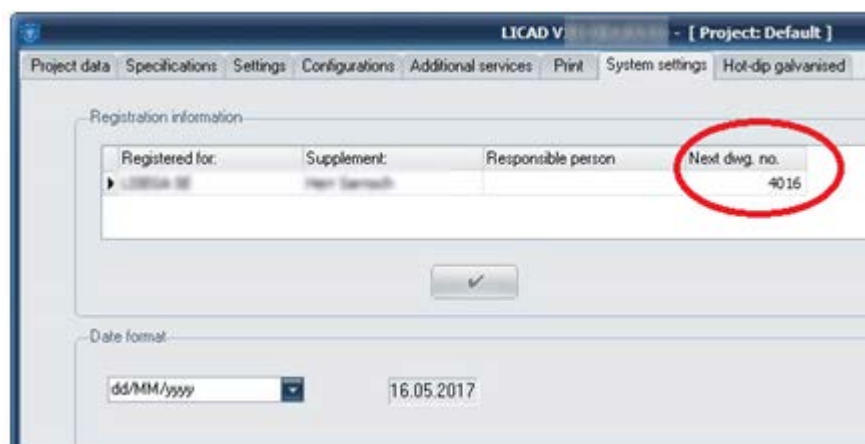 LICAD V - [ Project: Default ]
Project data Specifications Settings Configurations Additional services Print System settings Hot-dip galvanised
Registration information
Registered for: Supplement: Responsible person Next dwg. no.
4016
Date format
dd/MM/yyyy 16.05.2017